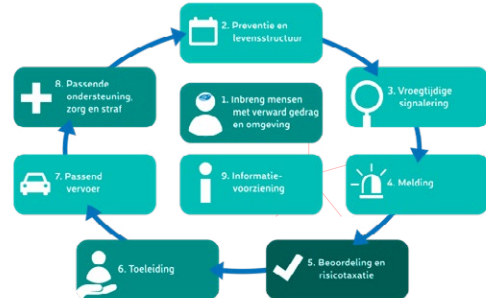 2. Preventie en
levensstructuur
8. Passende
ondersteuning,
zorg en straf
1. Inbreng mensen
met verward gedrag
en omgeving
3. Vroegtijdige
signalering
7. Passend
vervoer
9. Informatie-
voorziening
4. Melding
6. Toeleiding
5. Beoordeling en
risicotaxatie